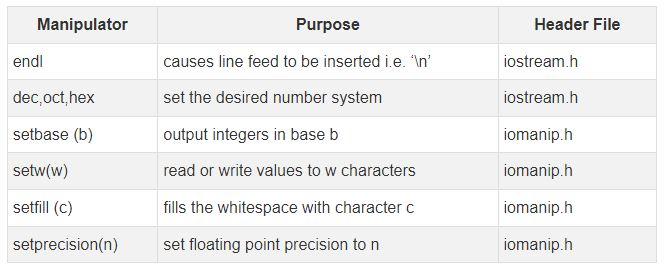 Manipulator Purpose Header File
endl causes line feed to be inserted i.e. ‘\n’ iostream.h
dec,oct,hex set the desired number system iostream.h
setbase (b) output integers in base b iomanip.h
setw(w) read or write values to w characters iomanip.h
setfill (c) fills the whitespace with character c iomanip.h
setprecision(n) set floating point precision to n iomanip.h